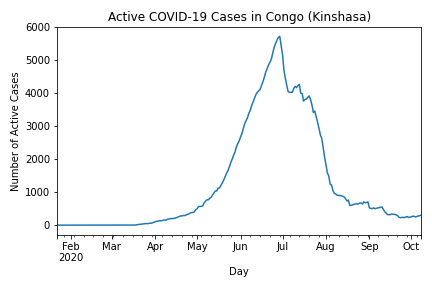 Active COVID-19 Cases in Congo (Kinshasa)
Number of Active Cases
6000
5000
4000
3000
2000
1000
0
Feb Mar Apr May Jun Jul Aug Sep Oct
2020
Day